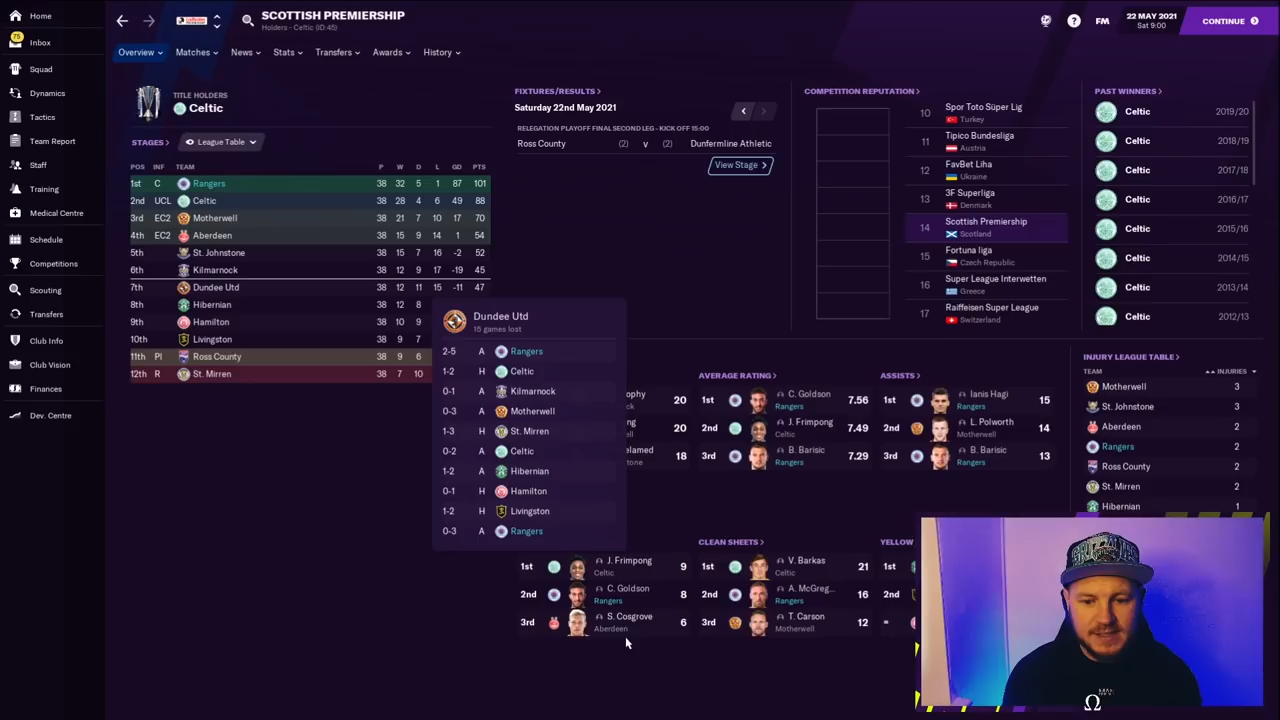 Home
75
Inbox
Squad
Dynamics
Tactics
Team Report
Staff
Training
Medical Centre
Schedule
Competitions
Scouting
Transfers
Club Info
Club Vision
Finances
Dev. Centre
SCOTTISH PREMIERSHIP
Holders - Celtic (ID:45)
FM
22 MAY 2021
Sat 9:00
CONTINUE
Overview
Matches
News
Stats
Transfers
Awards
History
TITLE HOLDERS
Celtic
STAGES
League Table
POS INF TEAM P W D L GD PTS
1st C Rangers 38 32 5 1 87 101
2nd UCL Celtic 38 28 4 6 49 88
3rd EC2 Motherwell 38 21 7 10 17 70
4th EC2 Aberdeen 38 15 9 14 1 54
5th St. Johnstone 38 15 7 16 -2 52
6th Kilmarnock 38 12 9 17 -19 45
7th Dundee Utd 38 12 11 15 -11 47
8th Hibernian 38 12 8
9th Hamilton 38 10 9
10th Livingston 38 9 7
11th Pl Ross County 38 9 6
12th R St. Mirren 38 7 10
Dundee Utd
15 games lost
2-5 A Rangers
1-2 H Celtic
0-1 A Kilmarnock
0-3 A Motherwell
1-3 H St. Mirren
0-2 A Celtic
1-2 A Hibernian
0-1 H Hamilton
1-2 H Livingston
0-3 A Rangers
FIXTURES/RESULTS
Saturday 22nd May 2021
RELEGATION PLAYOFF FINAL SECOND LEG - KICK OFF 15:00
Ross County (2) v (2) Dunfermline Athletic
View Stage
COMPETITION REPUTATION
10 Spor Toto Süper Lig
Turkey
11 Tipico Bundesliga
Austria
12 FavBet Liha
Ukraine
13 3F Superliga
Denmark
14 Scottish Premiership
Scotland
15 Fortuna liga
Czech Republic
16 Super League Interwetten
Greece
17 Raiffeisen Super League
Switzerland
PAST WINNERS
Celtic 2019/20
Celtic 2018/19
Celtic 2017/18
Celtic 2016/17
Celtic 2015/16
Celtic 2014/15
Celtic 2013/14
Celtic 2012/13
20
20
18
AVERAGE RATING
1st C. Goldson 7.56
Rangers
2nd J. Frimpong 7.49
Celtic
3rd B. Barisic 7.29
Rangers
ASSISTS
1st Ianis Hagi 15
Rangers
2nd L. Polworth 14
Motherwell
3rd B. Barisic 13
Rangers
INJURY LEAGUE TABLE
TEAM INJURIES
Motherwell 3
St. Johnstone 3
Aberdeen 2
Rangers 2
Ross County 2
St. Mirren 2
Hibernian 1
1st J. Frimpong 9
Celtic
2nd C. Goldson 8
Rangers
3rd S. Cosgrove 6
Aberdeen
CLEAN SHEETS
1st V. Barkas 21
Celtic
2nd A. McGreg... 16
Rangers
3rd T. Carson 12
Motherwell
YELLOW
1st
2nd
=